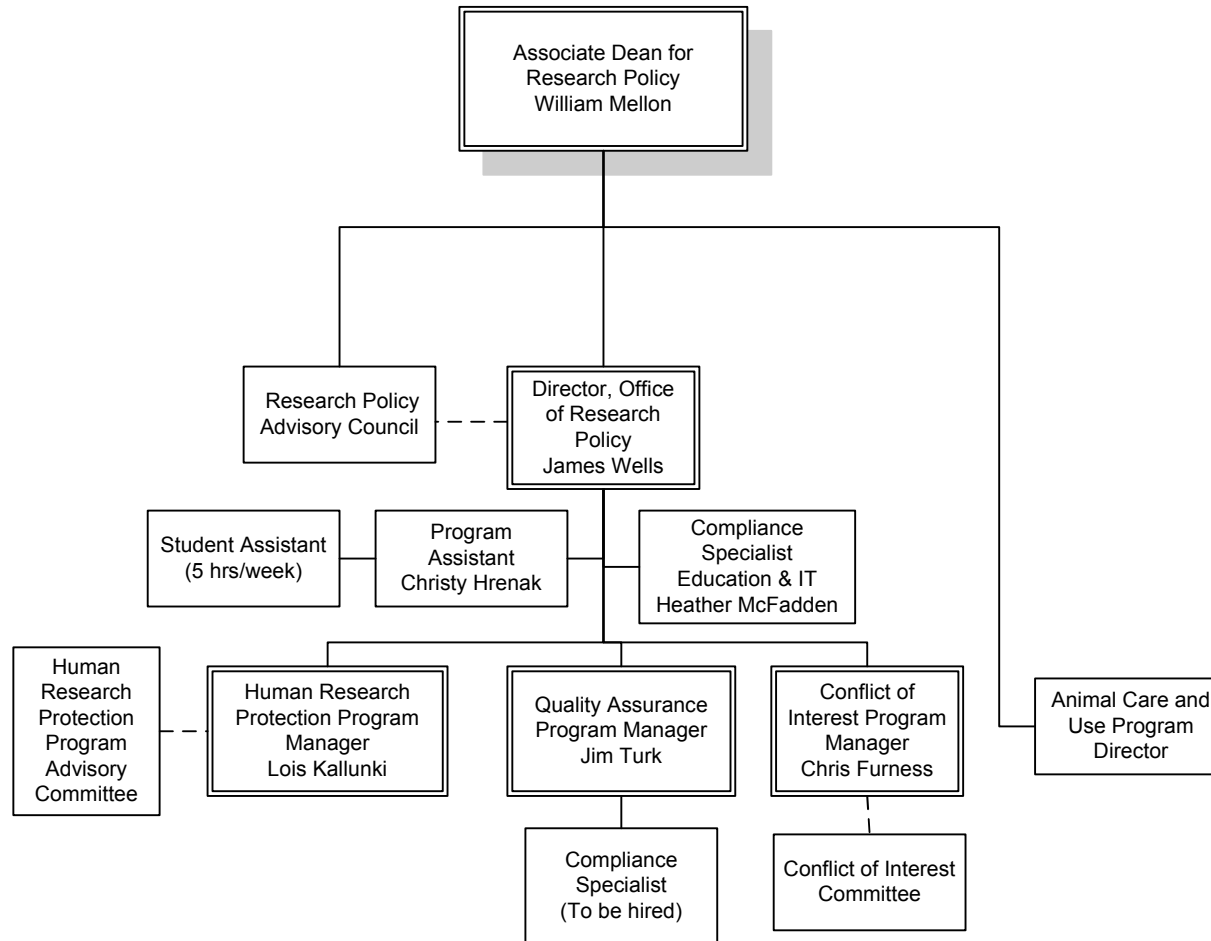 Associate Dean for
Research Policy
William Mellon
Research Policy
Advisory Council
Director, Office
of Research
Policy
James Wells
Student Assistant
(5 hrs/week)
Program
Assistant
Christy Hrenak
Compliance
Specialist
Education & IT
Heather McFadden
Human
Research
Protection
Program
Advisory
Committee
Human Research
Protection Program
Manager
Lois Kallunki
Quality Assurance
Program Manager
Jim Turk
Conflict of
Interest Program
Manager
Chris Furness
Animal Care and
Use Program
Director
Compliance
Specialist
(To be hired)
Conflict of Interest
Committee